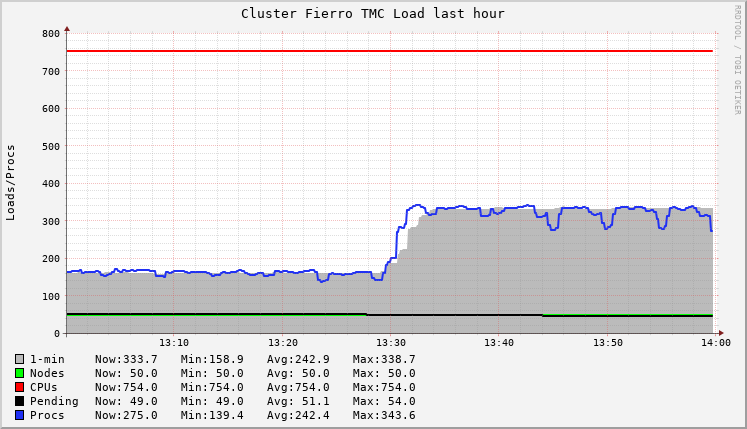 Cluster Fierro TMC Load last hour
RRDTOOL / TOBI OETIKER
Loads/Procs
800
700
600
500
400
300
200
100
0
13:10 13:20 13:30 13:40 13:50 14:00
1-min Now:333.7 Min:158.9 Avg:242.9 Max:338.7
Nodes Now: 50.0 Min: 50.0 Avg: 50.0 Max: 50.0
CPUs Now:754.0 Min:754.0 Avg:754.0 Max:754.0
Pending Now: 49.0 Min: 49.0 Avg: 51.1 Max: 54.0
Procs Now:275.0 Min:139.4 Avg:242.4 Max:343.6